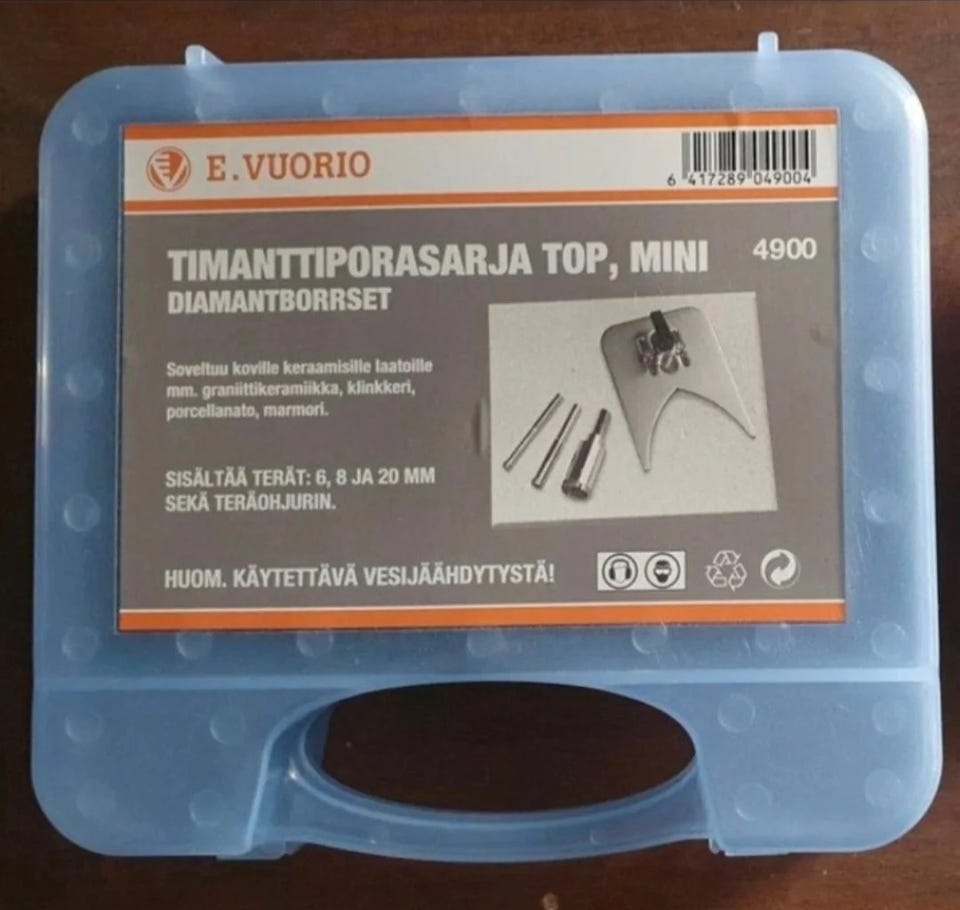 E.VUORIO
6 417289 049004
TIMANTTIPORASARJA TOP, MINI 4900
DIAMANTBORRSET
Soveltuu koville keraamisille laatoille
mm. graniittikeramiikka, klinkkeri,
porcellanato, marmori.
SISÄLTÄÄ TERÄT: 6, 8 JA 20 MM
SEKÄ TERÄOHJURIN.
HUOM. KÄYTETTÄVÄ VESIJÄÄHDYTYSTÄ!